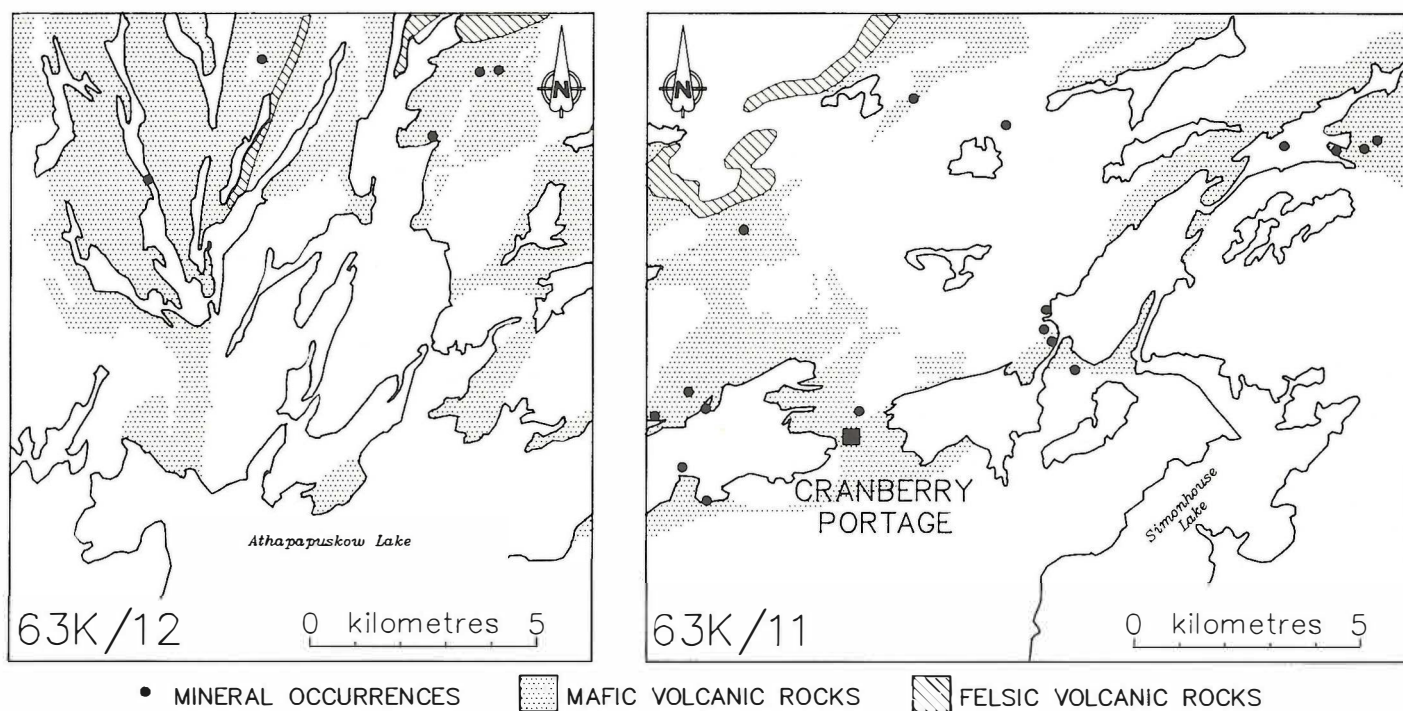 N
Athapapuskow Lake
63K/12
0 kilometres 5
N
CRANBERRY
PORTAGE
Simonhouse
Lake
63K/11
0 kilometres 5
MINERAL OCCURRENCES
MAFIC VOLCANIC ROCKS
FELSIC VOLCANIC ROCKS